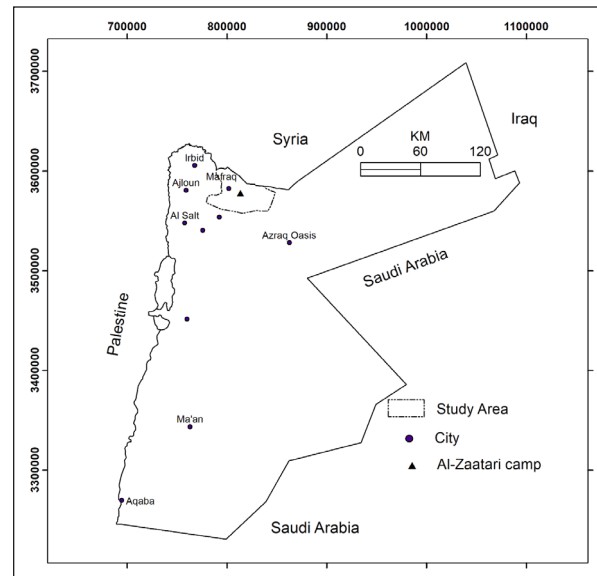 700000 800000 900000 1000000 1100000
3700000
3600000
3500000
3400000
3300000
Syria
Iraq
KM
0 60 120
Irbid
Mafraq
Ajloun
Al Salt
Azraq Oasis
Saudi Arabia
Palestine
Study Area
City
Al-Zaatari camp
Ma'an
Aqaba
Saudi Arabia